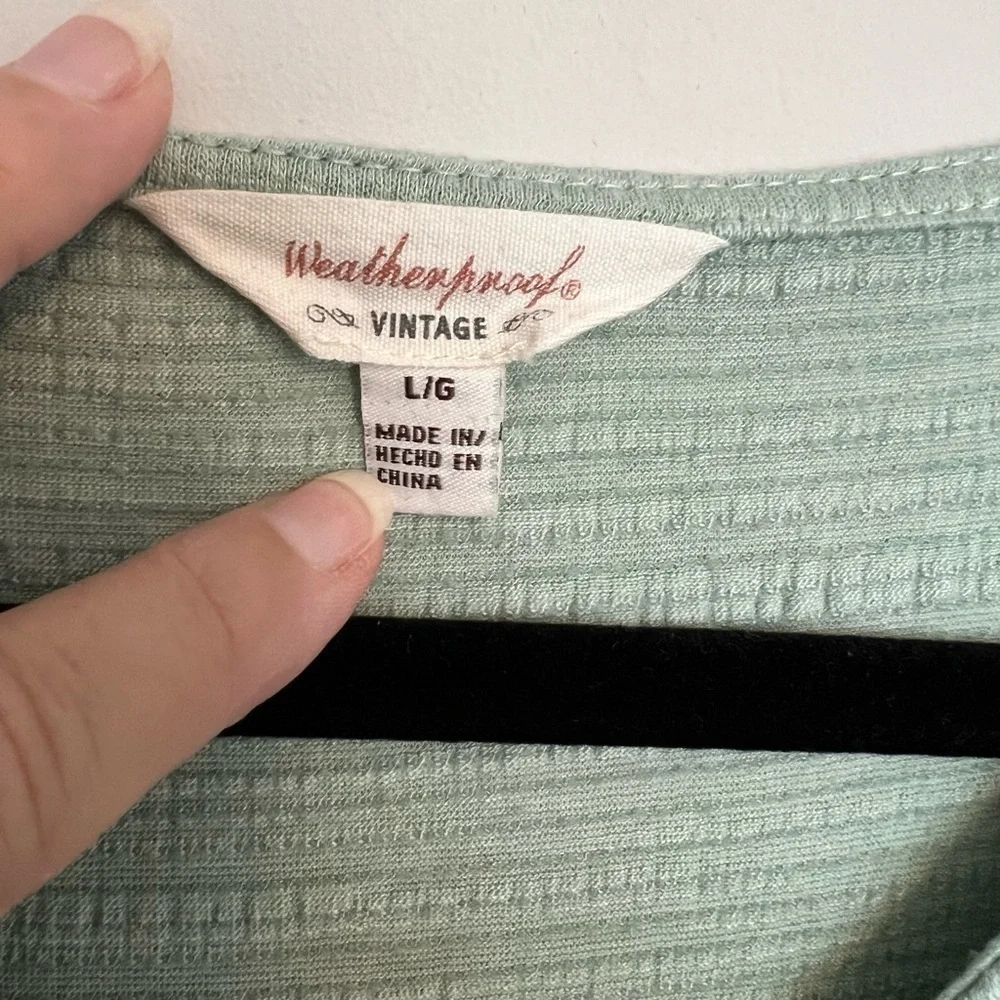 Weatherproof®
VINTAGE
L/G
MADE IN/
HECHO EN
CHINA